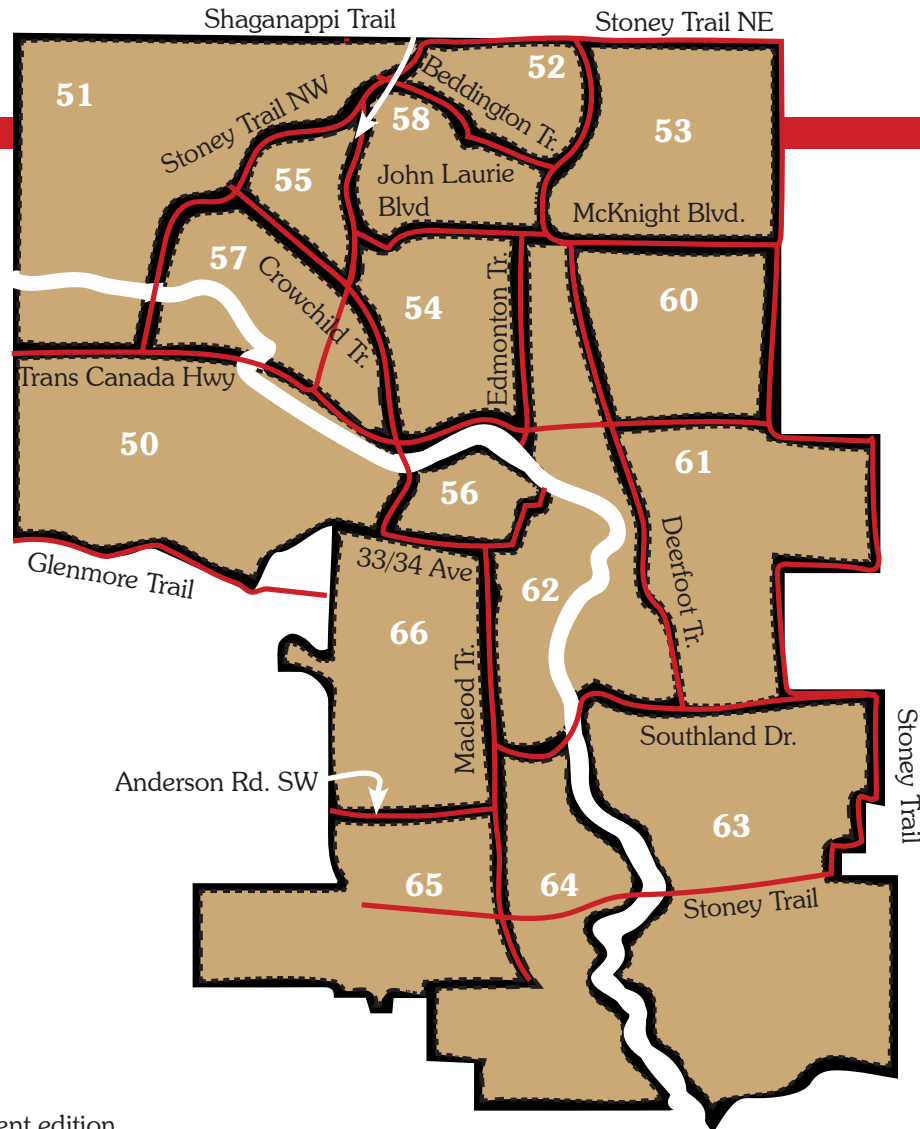 Shaganappi Trail
Stoney Trail NE
51
52
Beddington Tr.
58
53
Stoney Trail NW
55
John Laurie
Blvd
McKnight Blvd.
57
Crowchild Tr.
54
Edmonton Tr.
60
Trans Canada Hwy
50
61
56
Glenmore Trail
33/34 Ave
Deerfoot Tr.
62
66
Macleod Tr.
Southland Dr.
Stoney Trail
Anderson Rd. SW
63
65
64
Stoney Trail
edition